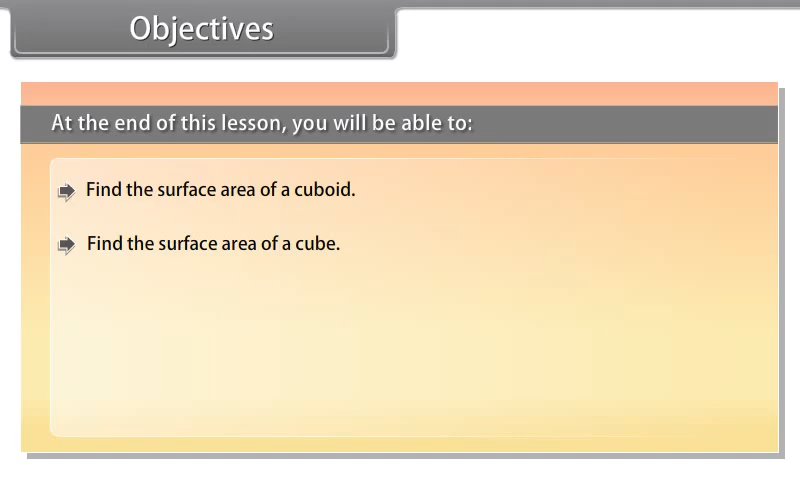 Objectives
At the end of this lesson, you will be able to:
Find the surface area of a cuboid.
Find the surface area of a cube.